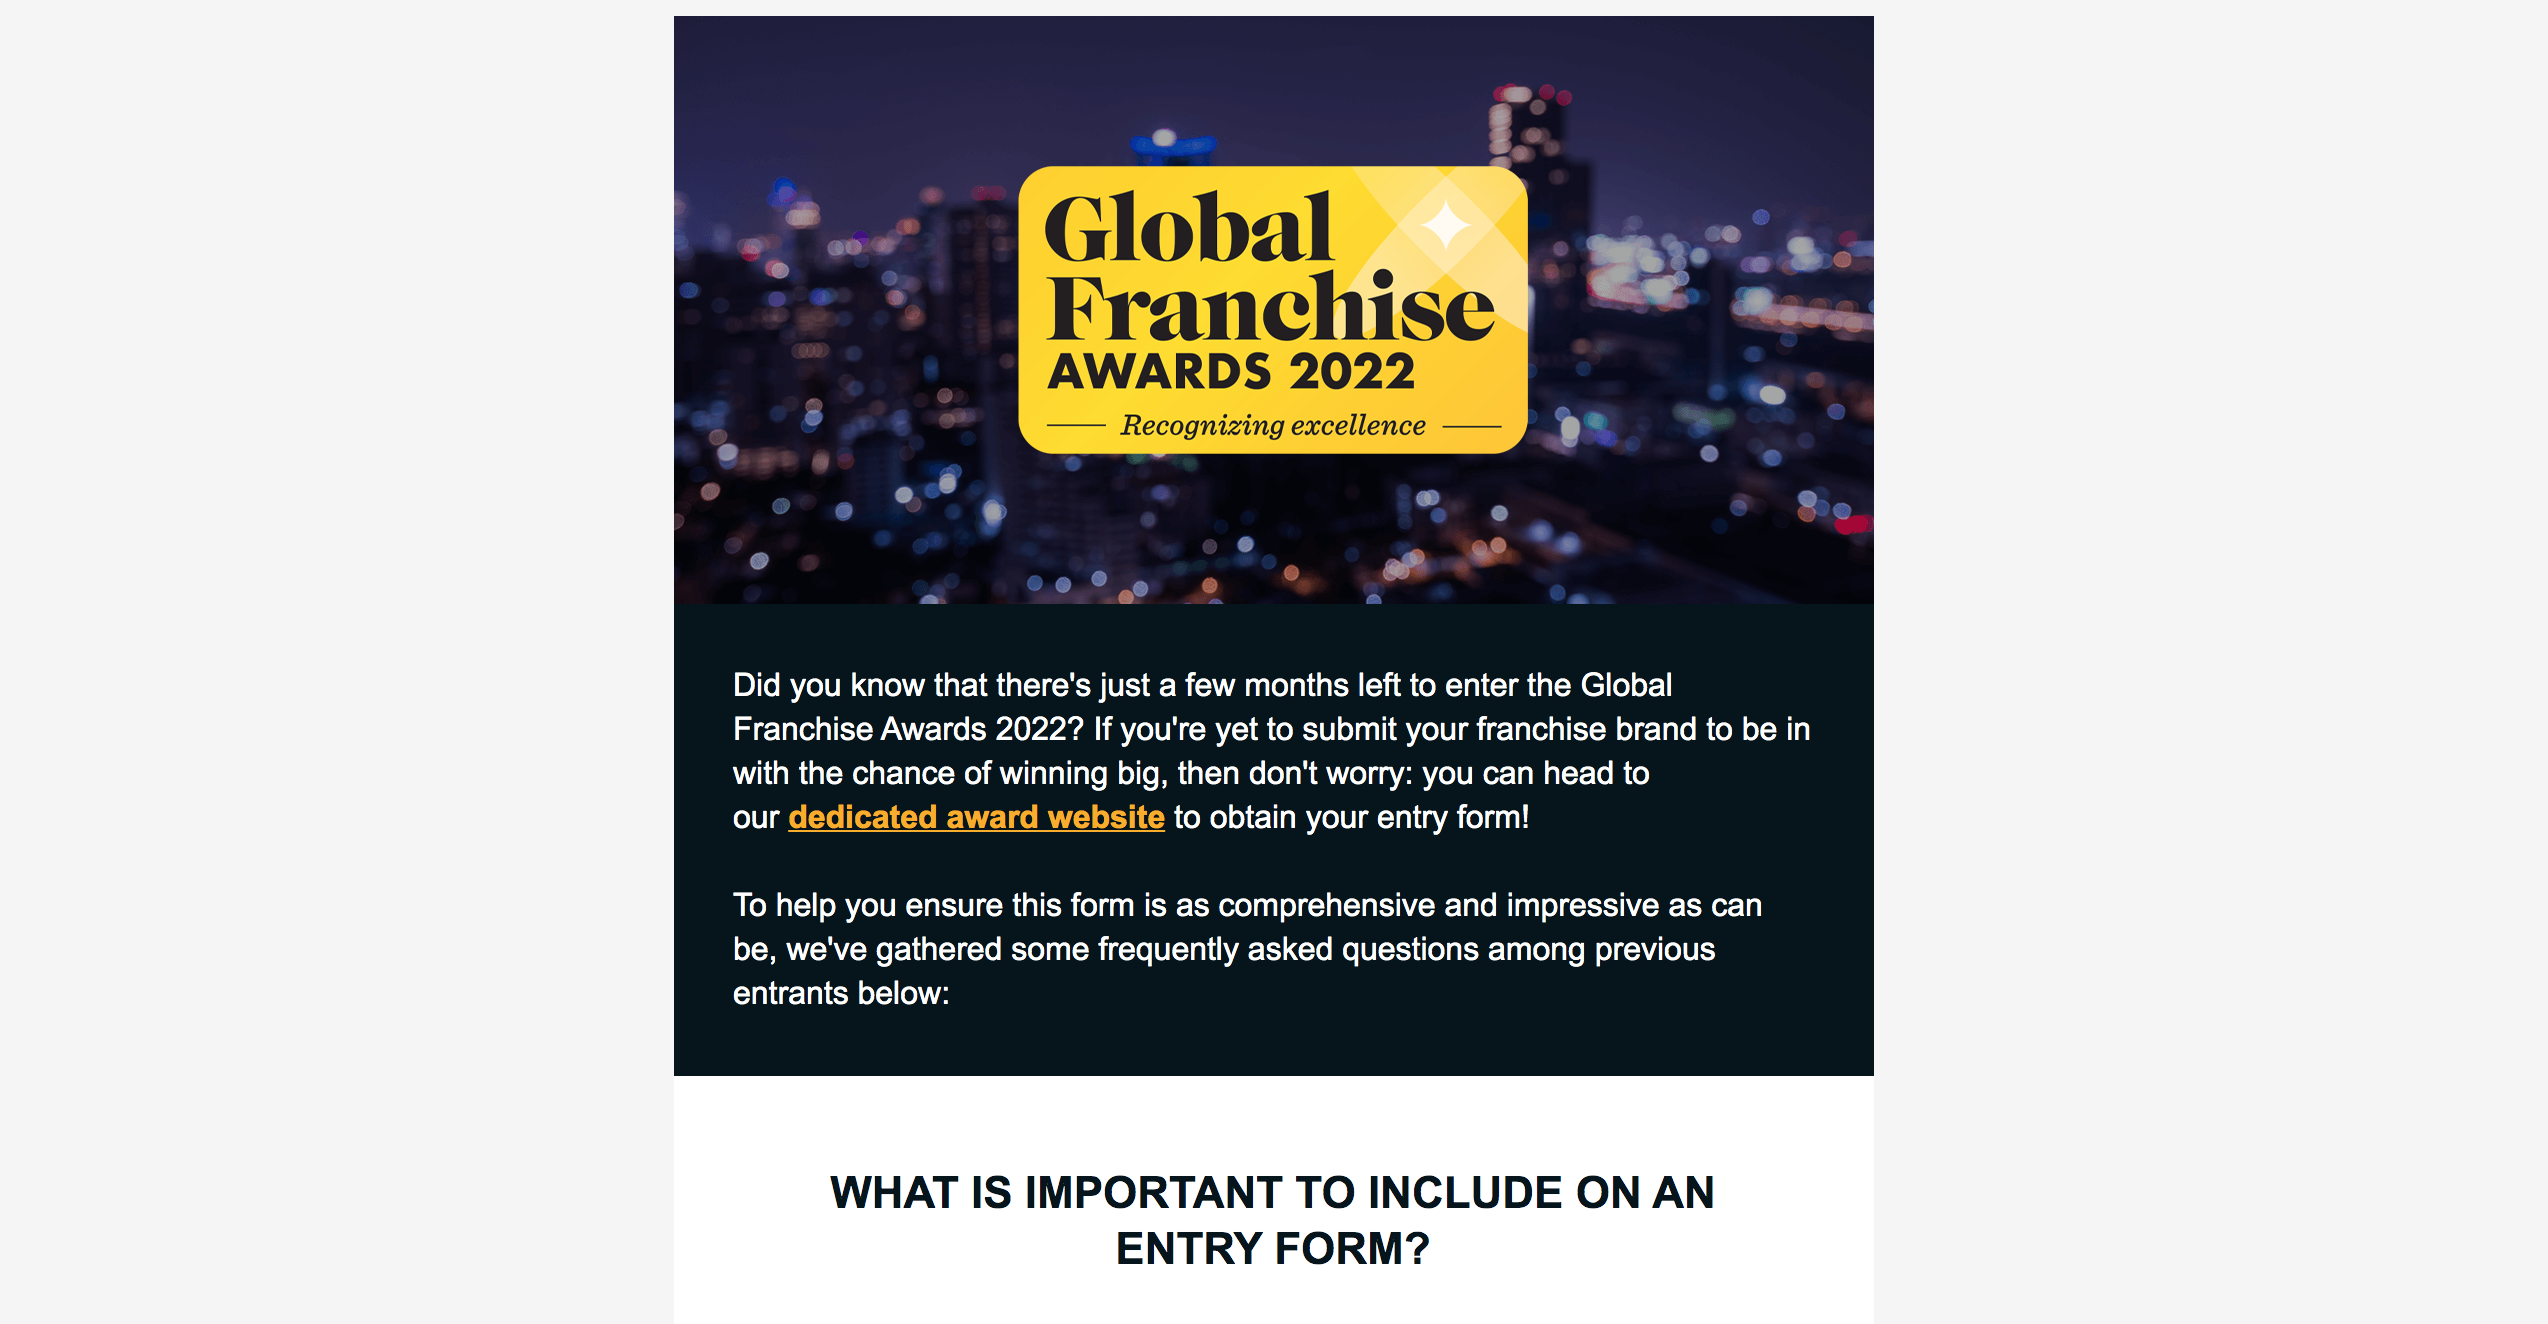 Global
Franchise
AWARDS 2022
Recognizing excellence
Did you know that there's just a few months left to enter the Global
Franchise Awards 2022? If you're yet to submit your franchise brand to be in
with the chance of winning big, then don't worry: you can head to
our dedicated award website to obtain your entry form!
To help you ensure this form is as comprehensive and impressive as can
be, we've gathered some frequently asked questions among previous
entrants below:
WHAT IS IMPORTANT TO INCLUDE ON AN
ENTRY FORM?